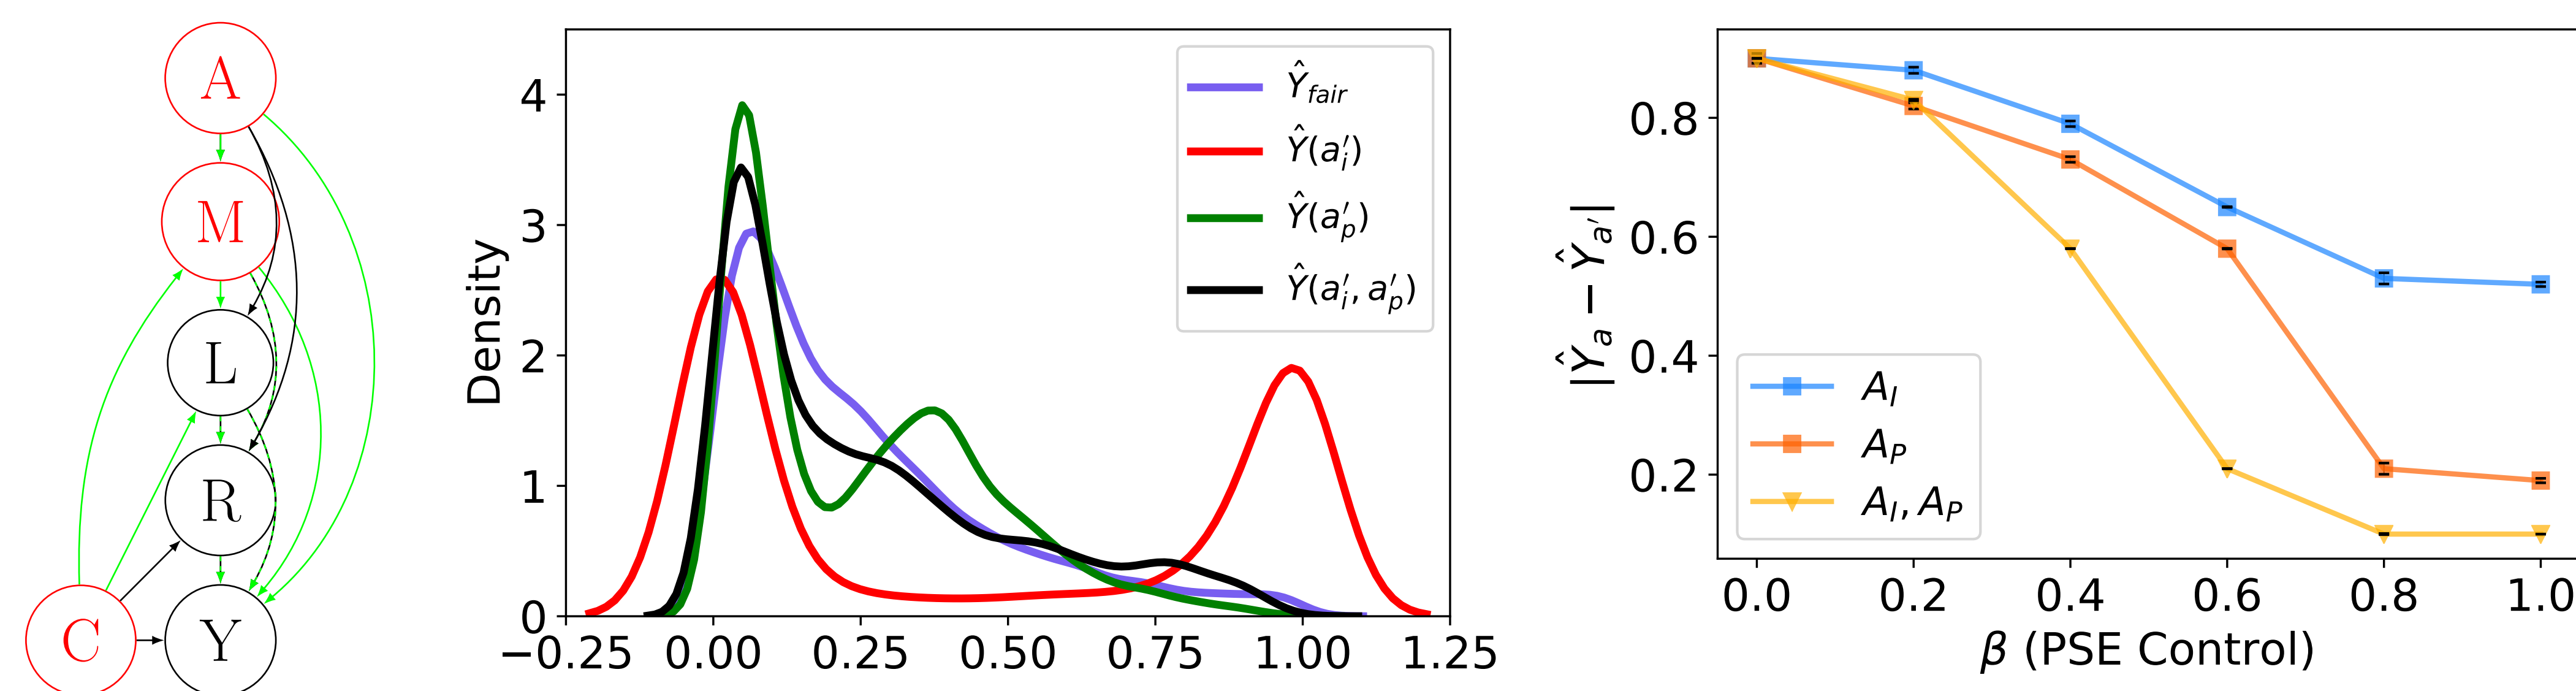 A
M
L
R
C
Y
Density
4
3
2
1
0
−0.25 0.00 0.25 0.50 0.75 1.00 1.25
Ŷ_fair
Ŷ(a′_i)
Ŷ(a′_p)
Ŷ(a′_i, a′_p)
|Ŷ_a − Ŷ_a′|
0.8
0.6
0.4
0.2
A_I
A_P
A_I, A_P
0.0 0.2 0.4 0.6 0.8 1.0
β (PSE Control)